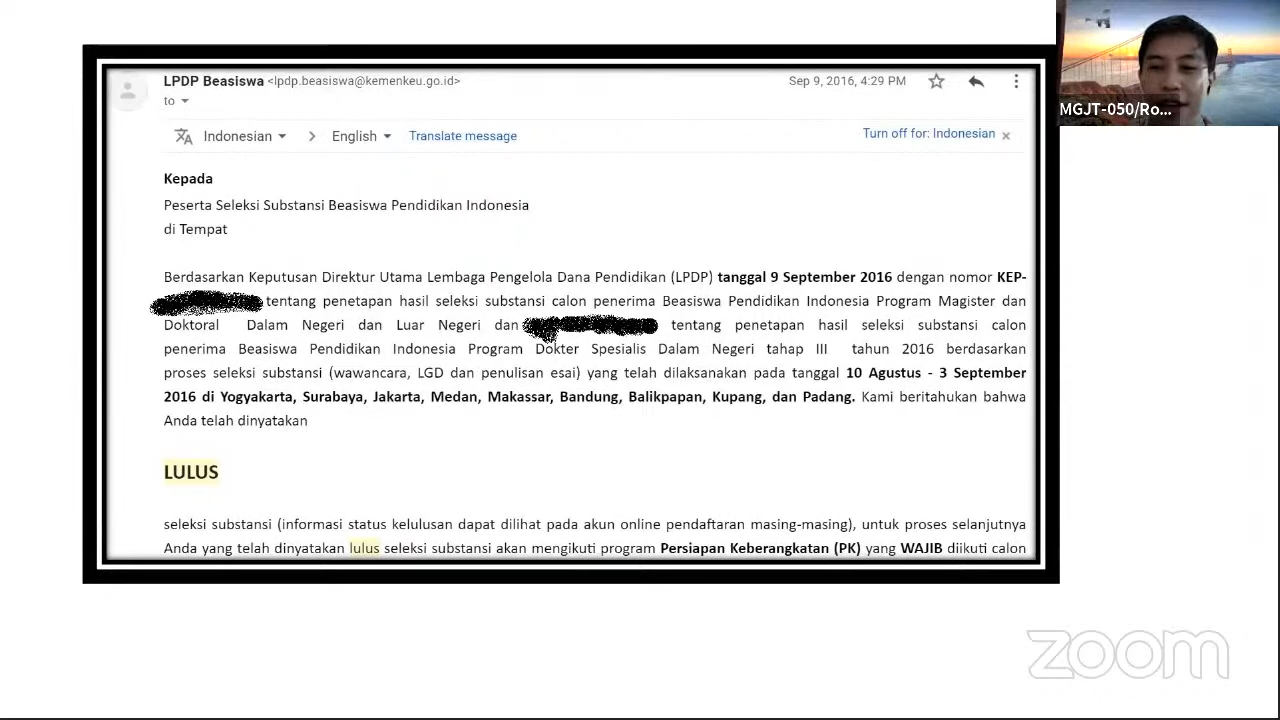 LPDP Beasiswa <lpdp.beasiswa@kemenkeu.go.id>
Sep 9, 2016, 4:29 PM
to
Indonesian > English Translate message
Turn off for: Indonesian ×
MGJT-050/Ro...
Kepada
Peserta Seleksi Substansi Beasiswa Pendidikan Indonesia
di Tempat
Berdasarkan Keputusan Direktur Utama Lembaga Pengelola Dana Pendidikan (LPDP) tanggal 9 September 2016 dengan nomor KEP-
tentang penetapan hasil seleksi substansi calon penerima Beasiswa Pendidikan Indonesia Program Magister dan
Doktoral Dalam Negeri dan Luar Negeri dan tentang penetapan hasil seleksi substansi calon
penerima Beasiswa Pendidikan Indonesia Program Dokter Spesialis Dalam Negeri tahap III tahun 2016 berdasarkan
proses seleksi substansi (wawancara, LGD dan penulisan esai) yang telah dilaksanakan pada tanggal 10 Agustus - 3 September
2016 di Yogyakarta, Surabaya, Jakarta, Medan, Makassar, Bandung, Balikpapan, Kupang, dan Padang. Kami beritahukan bahwa
Anda telah dinyatakan
LULUS
seleksi substansi (informasi status kelulusan dapat dilihat pada akun online pendaftaran masing-masing), untuk proses selanjutnya
Anda yang telah dinyatakan lulus seleksi substansi akan mengikuti program Persiapan Keberangkatan (PK) yang WAJIB diikuti calon
zoom